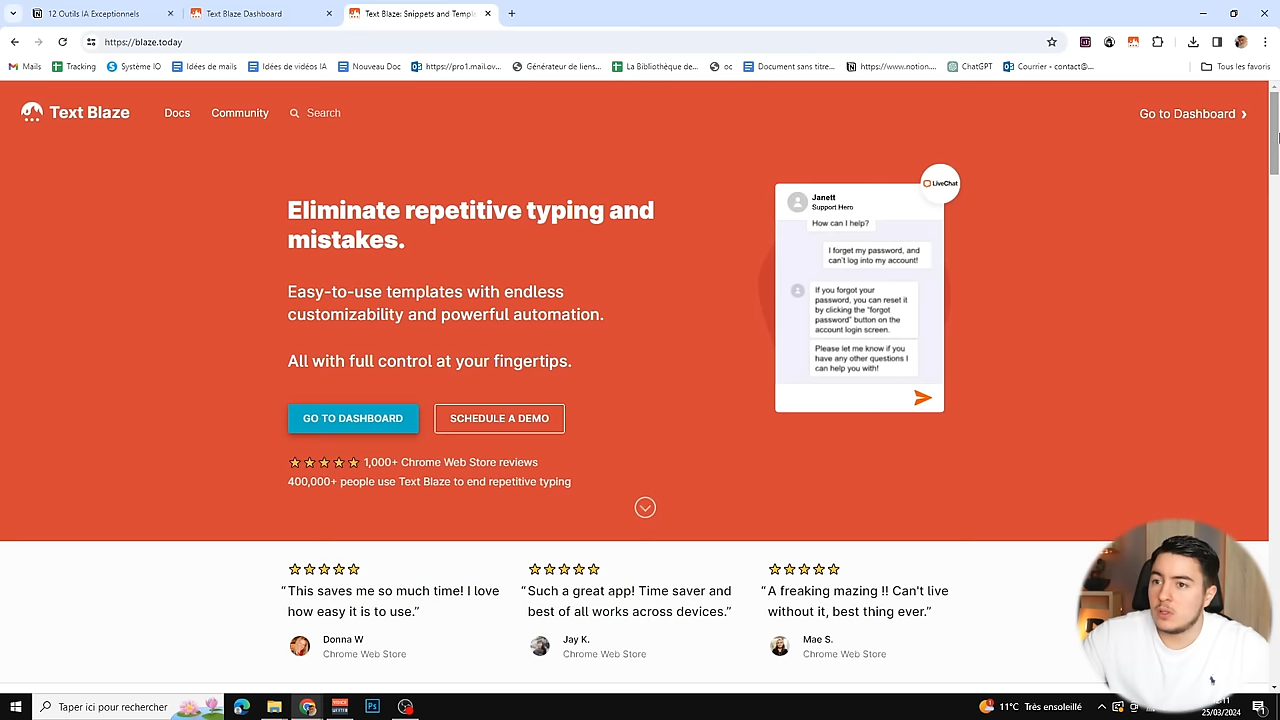 12 Outils IA Exceptionnels
Text Blaze Dashboard
Text Blaze: Snippets and Templ
https://blaze.today
Mails
Tracking
Système IO
Idées de mails
Idées de vidéos IA
Nouveau Doc
https://pro1.mail.ov...
Générateur de lien...
La Bibliothèque de...
oc
Document sans titre...
https://www.notion....
ChatGPT
Courrier - contact@...
Tous les favoris
Text Blaze
Docs
Community
Search
Go to Dashboard ›
Eliminate repetitive typing and
mistakes.
Easy-to-use templates with endless
customizability and powerful automation.
All with full control at your fingertips.
GO TO DASHBOARD
SCHEDULE A DEMO
1,000+ Chrome Web Store reviews
400,000+ people use Text Blaze to end repetitive typing
LiveChat
Janett
Support Hero
How can I help?
I forget my password, and
can't log into my account!
If you forgot your
password, you can reset it
by clicking the "forgot
password" button on the
account login screen.
Please let me know if you
have any other questions I
can help you with!
“This saves me so much time! I love
how easy it is to use.”
Donna W
Chrome Web Store
“Such a great app! Time saver and
best of all works across devices.”
Jay K.
Chrome Web Store
“A freaking mazing !! Can't live
without it, best thing ever.”
Mae S.
Chrome Web Store
Taper ici pour rechercher
11°C Très ensoleillé
25/03/2024